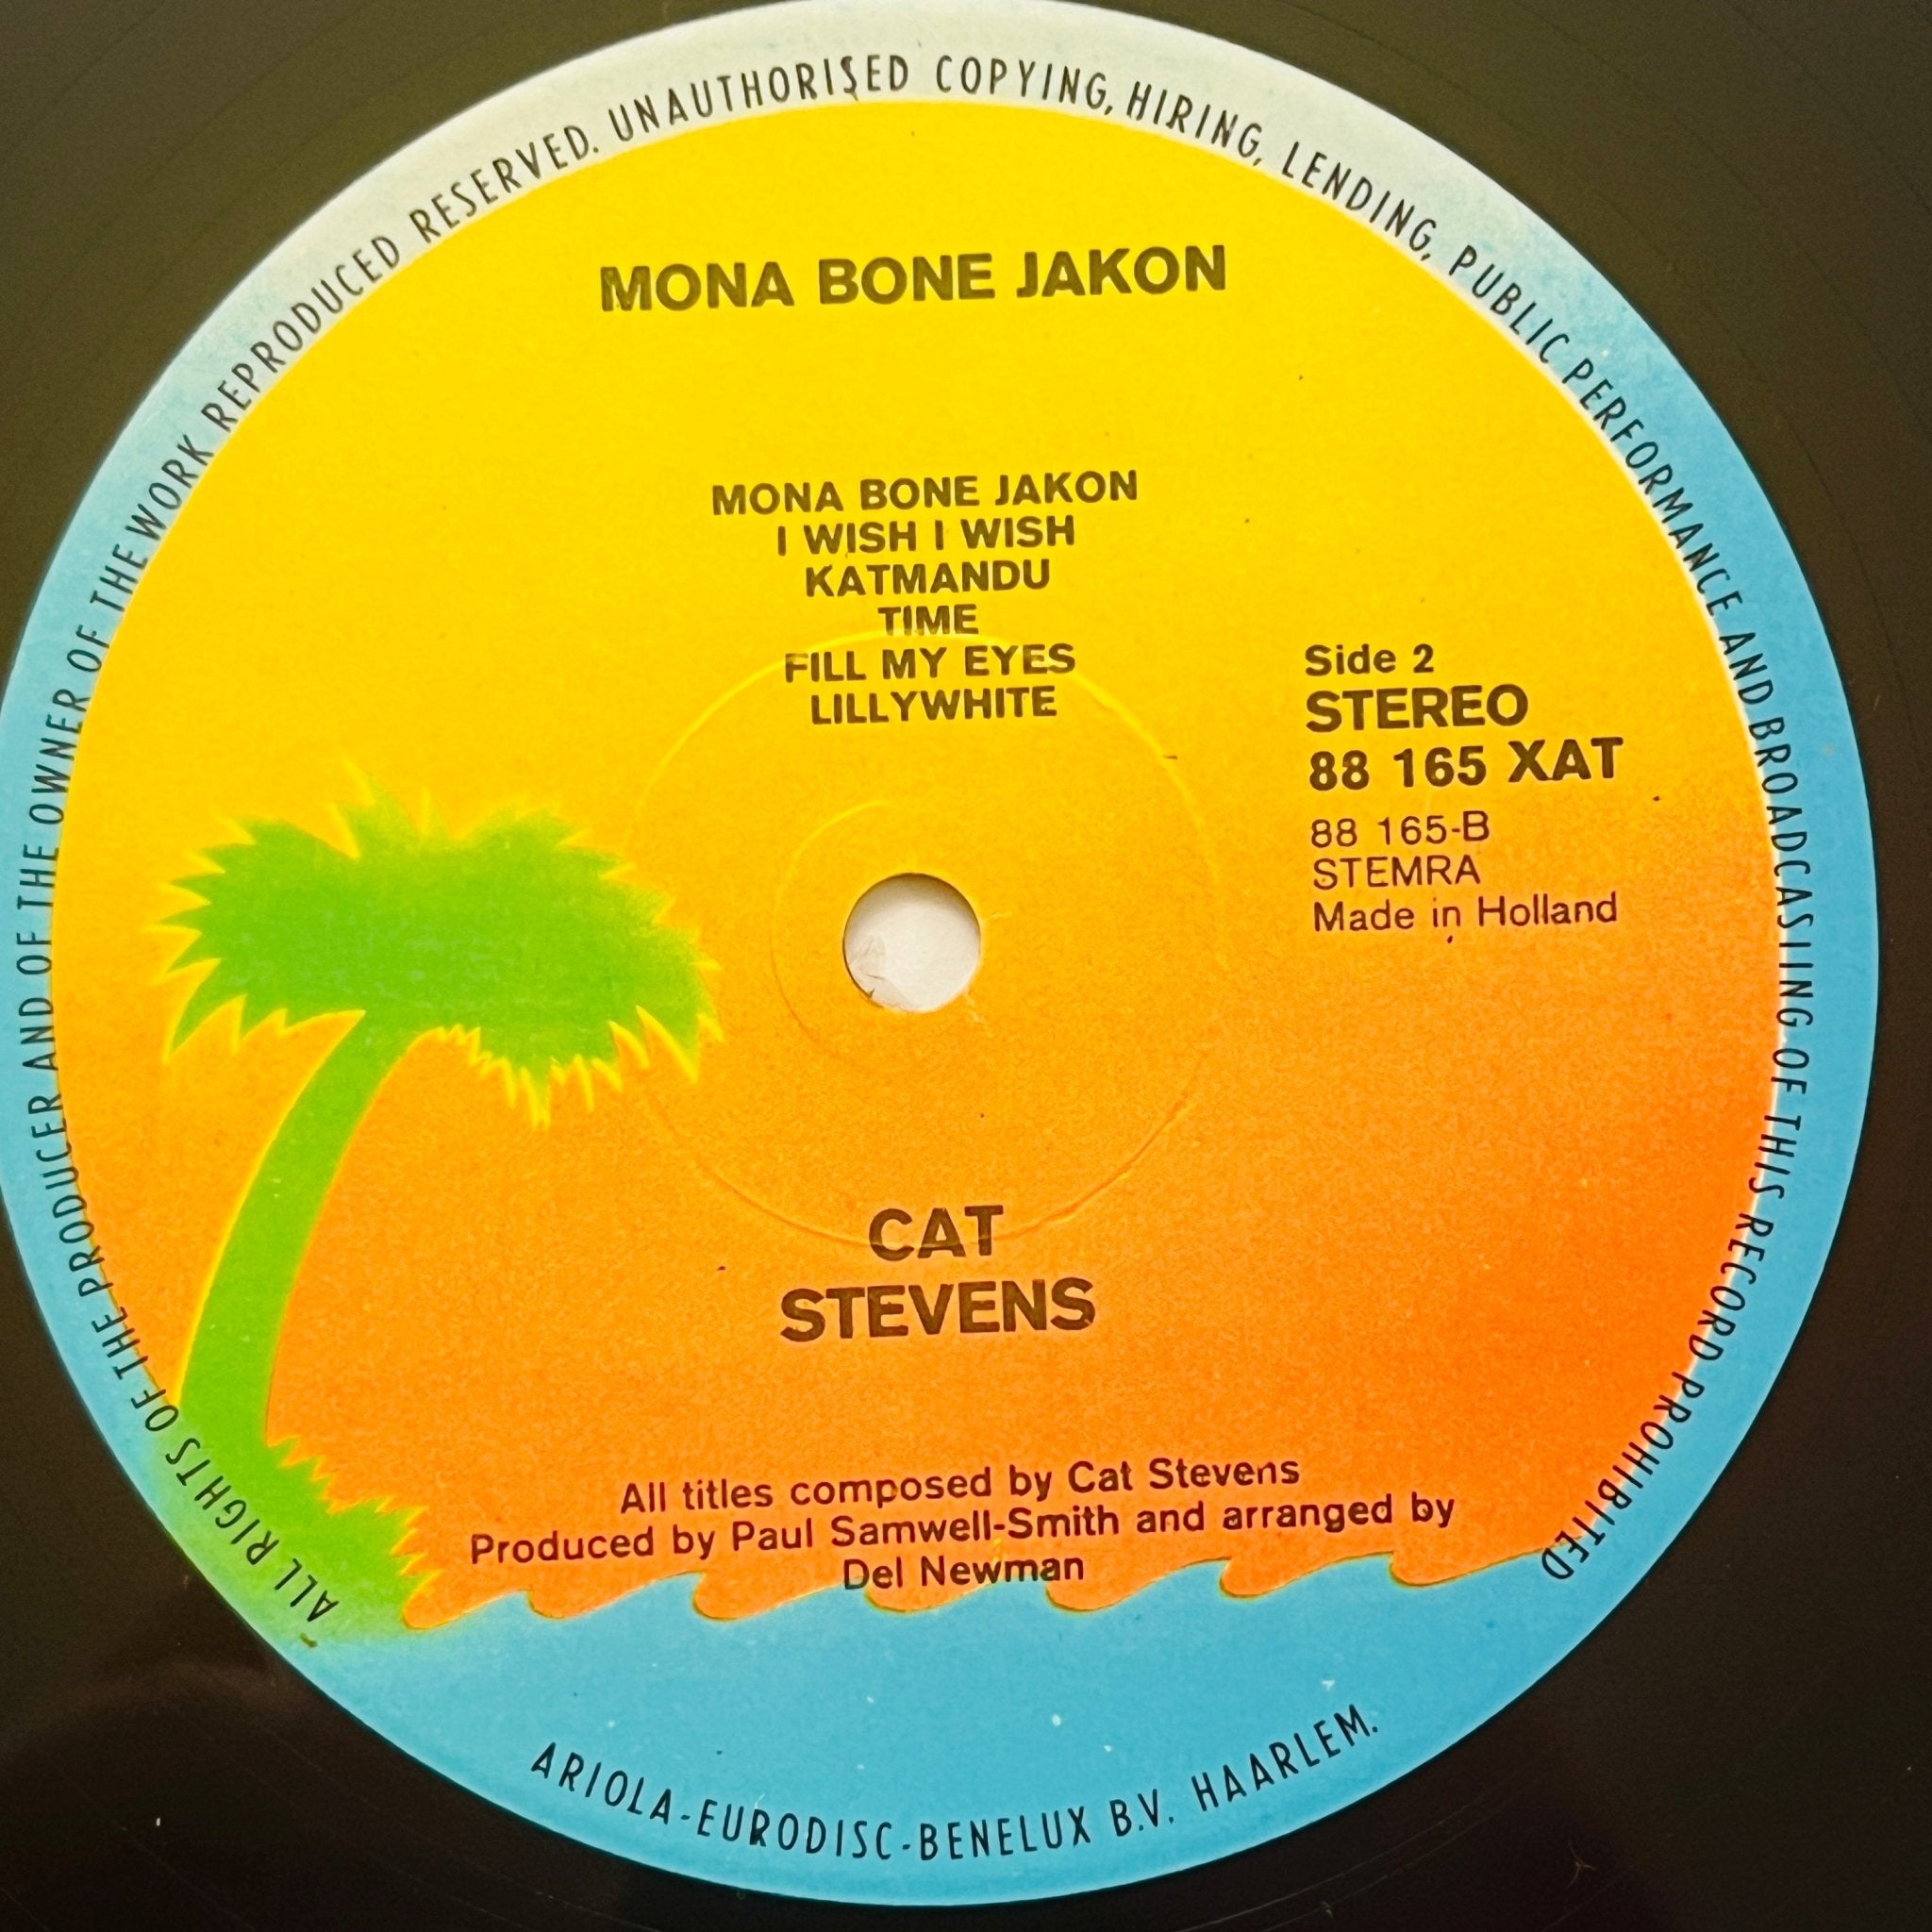 ALL RIGHTS OF THE PRODUCER AND OF THE OWNER OF THE WORK REPRODUCED RESERVED. UNAUTHORISED COPYING, HIRING, LENDING, PUBLIC PERFORMANCE AND BROADCASTING OF THIS RECORD PROHIBITED
MONA BONE JAKON
MONA BONE JAKON
I WISH I WISH
KATMANDU
TIME
FILL MY EYES
LILLYWHITE
Side 2
STEREO
88 165 XAT
88 165-B
STEMRA
Made in Holland
CAT
STEVENS
All titles composed by Cat Stevens
Produced by Paul Samwell-Smith and arranged by
Del Newman
ARIOLA-EURODISC-BENELUX B.V. HAARLEM.